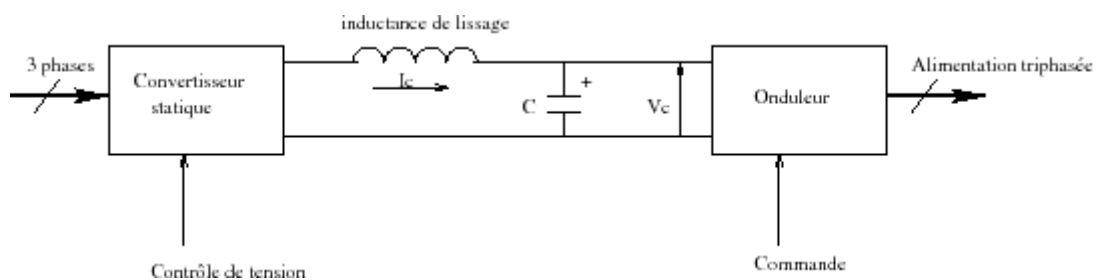 inductance de lissage
3 phases
Convertisseur
statique
Ic
C
+
Vc
Onduleur
Alimentation triphasée
Contrôle de tension
Commande